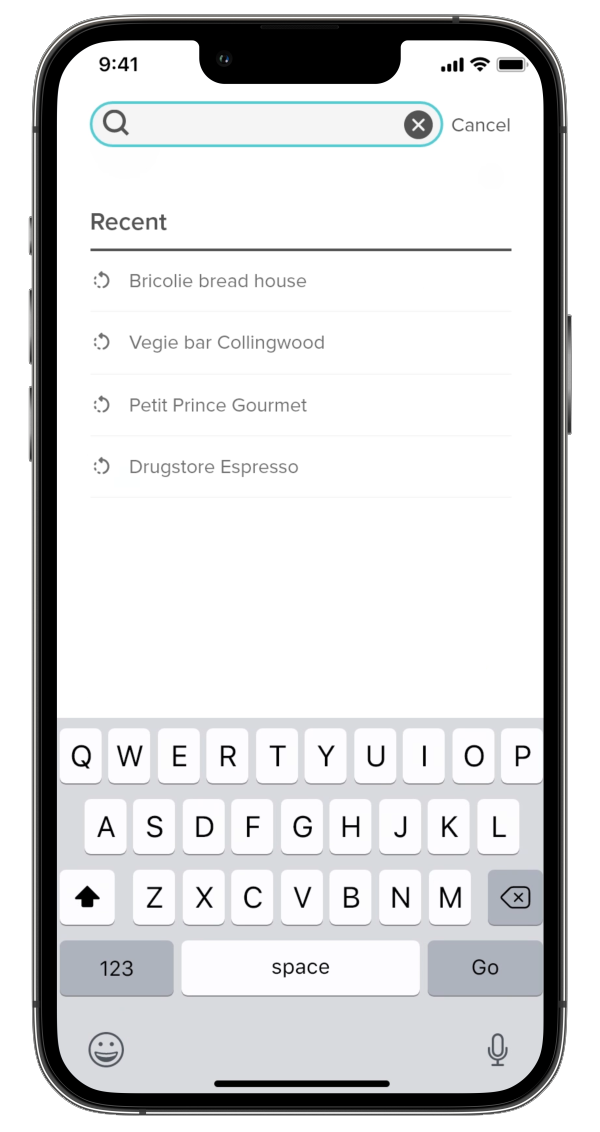 9:41
Cancel
Recent
Bricolie bread house
Vegie bar Collingwood
Petit Prince Gourmet
Drugstore Espresso
Q W E R T Y U I O P
A S D F G H J K L
Z X C V B N M
123 space Go